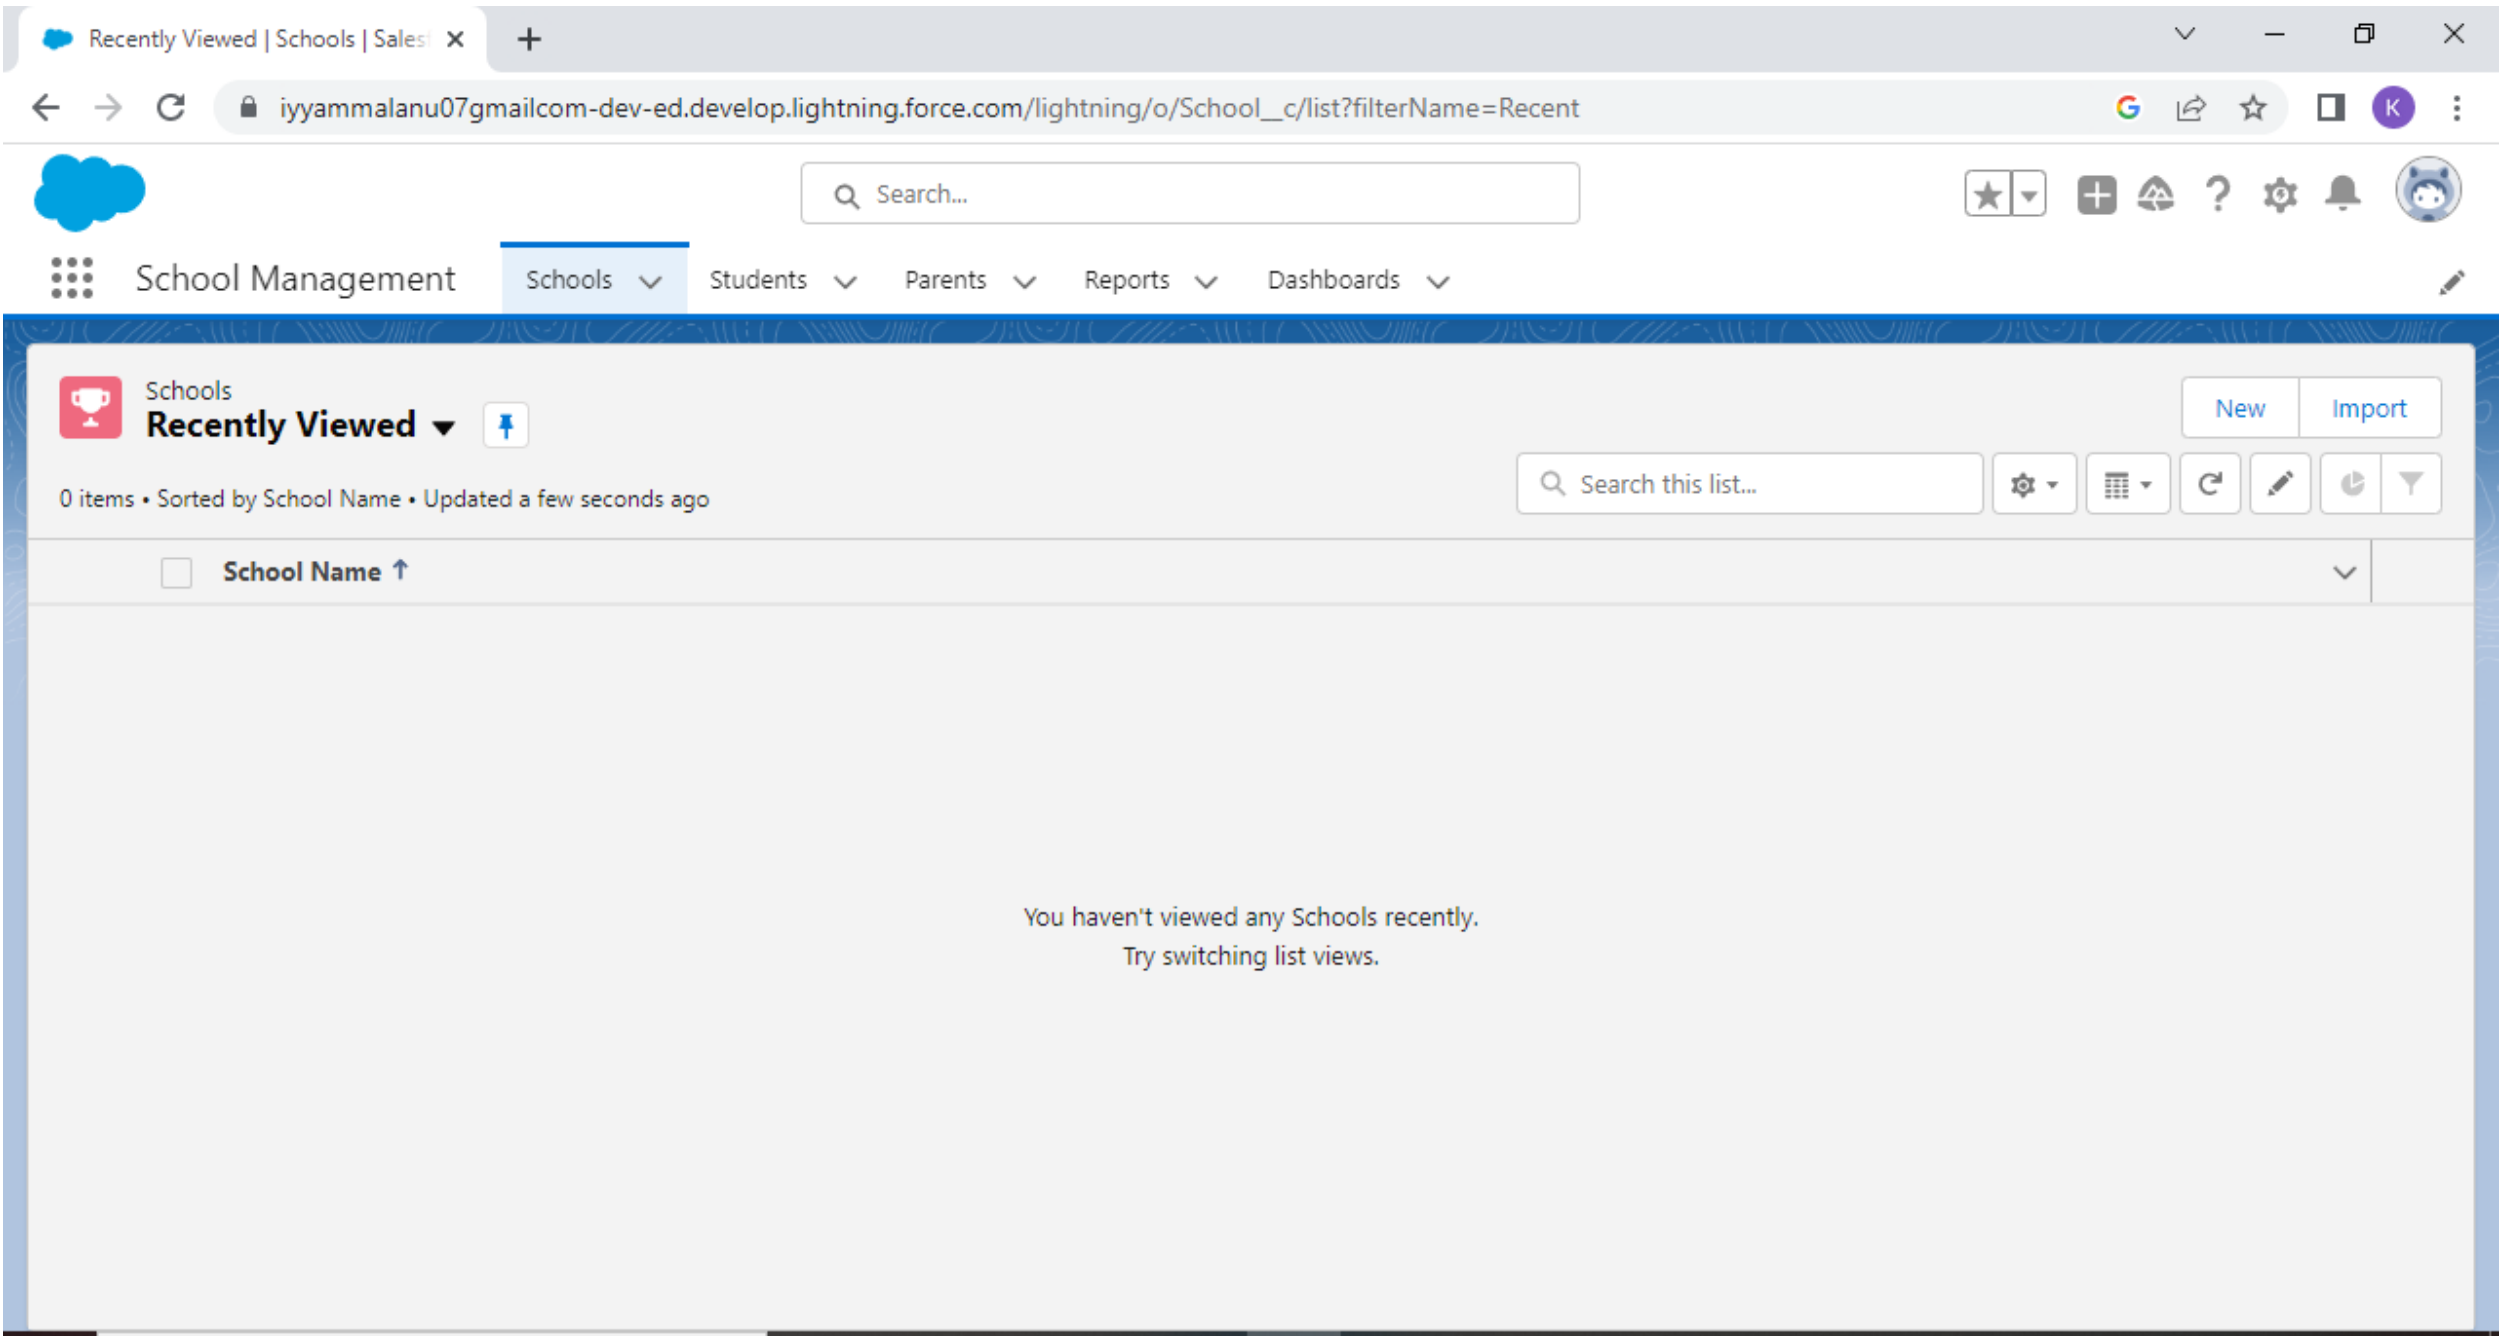 Recently Viewed | Schools | Sales
iyyammalanu07gmailcom-dev-ed.develop.lightning.force.com/lightning/o/School__c/list?filterName=Recent
K
Search...
School Management Schools Students Parents Reports Dashboards
Schools
Recently Viewed
New Import
0 items • Sorted by School Name • Updated a few seconds ago
Search this list...
School Name
You haven't viewed any Schools recently.
Try switching list views.